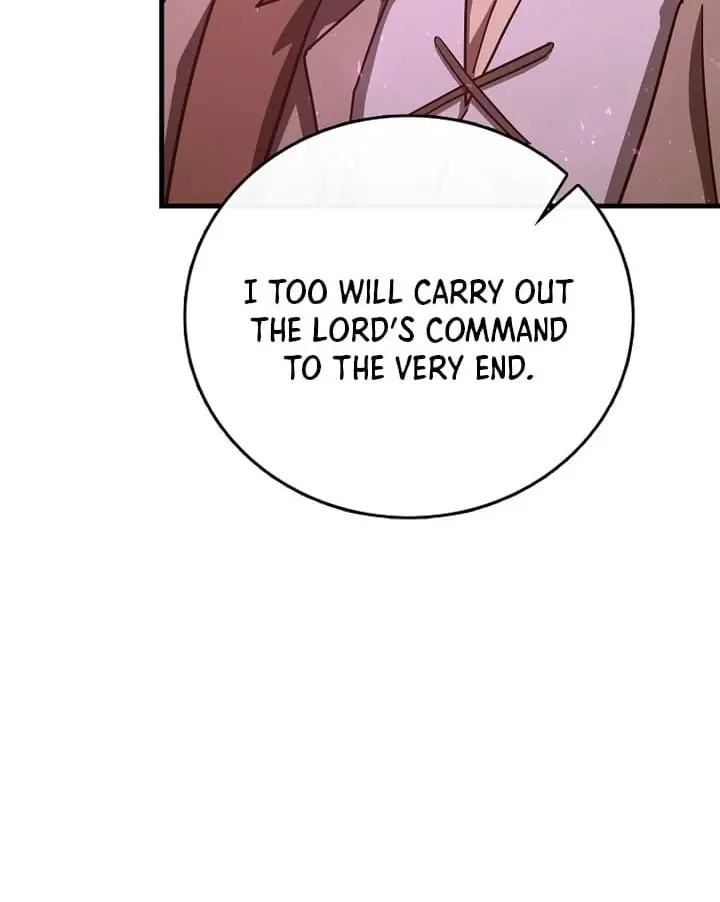 I TOO WILL CARRY OUT
THE LORD'S COMMAND
TO THE VERY END.